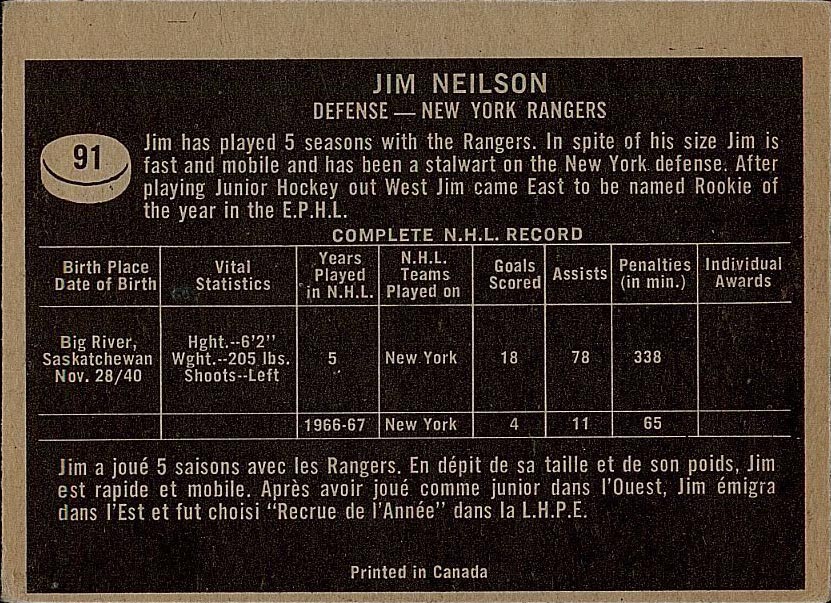 JIM NEILSON
DEFENSE — NEW YORK RANGERS
91
Jim has played 5 seasons with the Rangers. In spite of his size Jim is
fast and mobile and has been a stalwart on the New York defense. After
playing Junior Hockey out West Jim came East to be named Rookie of
the year in the E.P.H.L.
COMPLETE N.H.L. RECORD
Birth Place
Date of Birth
Vital
Statistics
Years
Played
in N.H.L.
N.H.L.
Teams
Played on
Goals
Scored
Assists
Penalties
(in min.)
Individual
Awards
Big River,
Saskatchewan
Nov. 28/40
Hght.--6'2''
Wght.--205 lbs.
Shoots--Left
5
New York
18
78
338
1966-67
New York
4
11
65
Jim a joué 5 saisons avec les Rangers. En dépit de sa taille et de son poids, Jim
est rapide et mobile. Après avoir joué comme junior dans l'Ouest, Jim émigra
dans l'Est et fut choisi "Recrue de l'Année" dans la L.H.P.E.
Printed in Canada